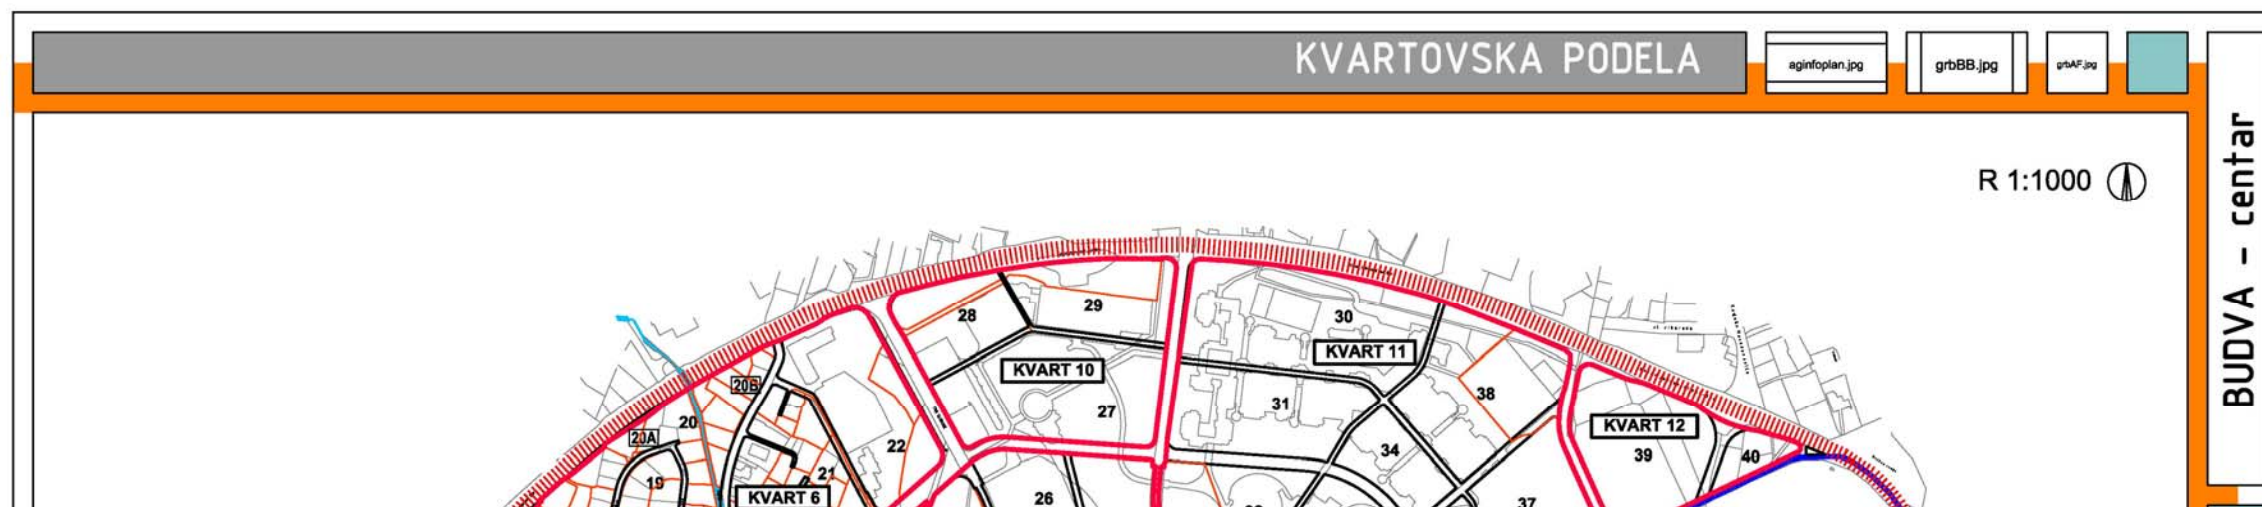 KVARTOVSKA PODELA
aginfoplan.jpg
grbBB.jpg
grbAF.jpg
BUDVA - centar
R 1:1000
29
28
30
KVART 11
KVART 10
20B
38
27
31
KVART 12
20
20A
22
34
39
40
21
19
KVART 6
26
37